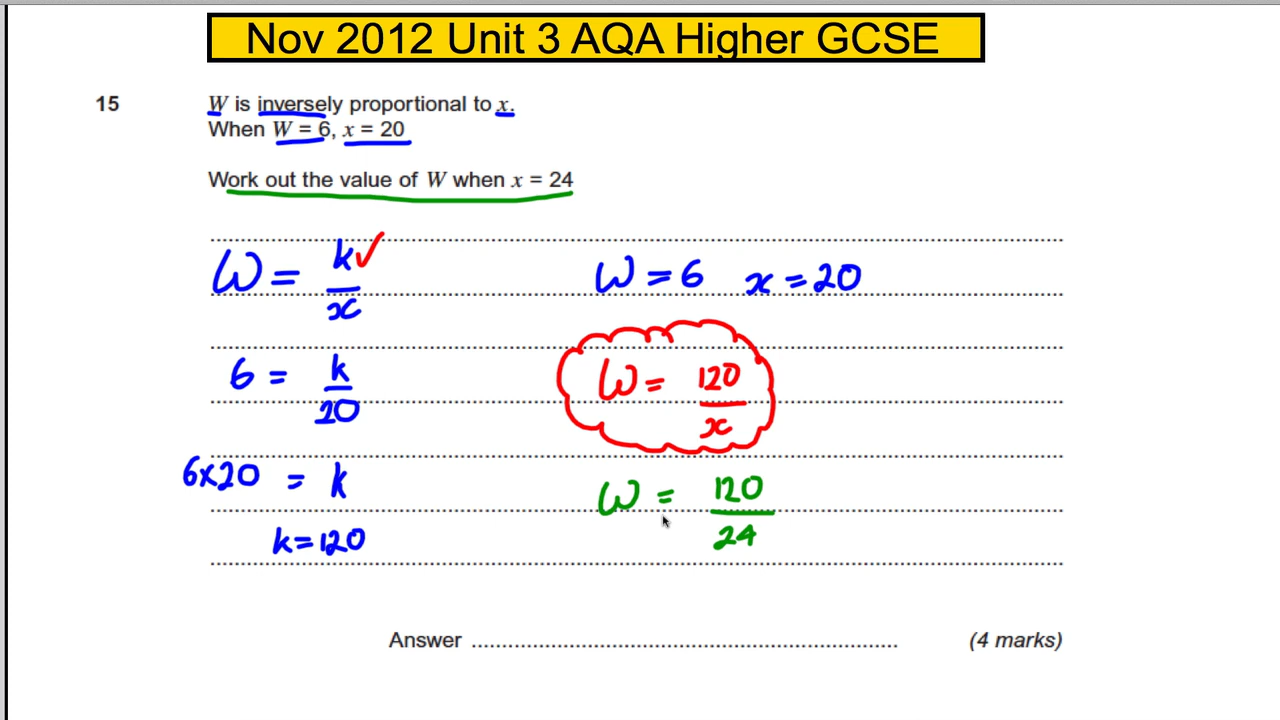 Nov 2012 Unit 3 AQA Higher GCSE
15 W is inversely proportional to x.
When W = 6, x = 20
Work out the value of W when x = 24
W = k/x
W = 6 x = 20
6 = k/20
W = 120/x
6x20 = k
W = 120/24
k = 120
Answer ........................................................................ (4 marks)